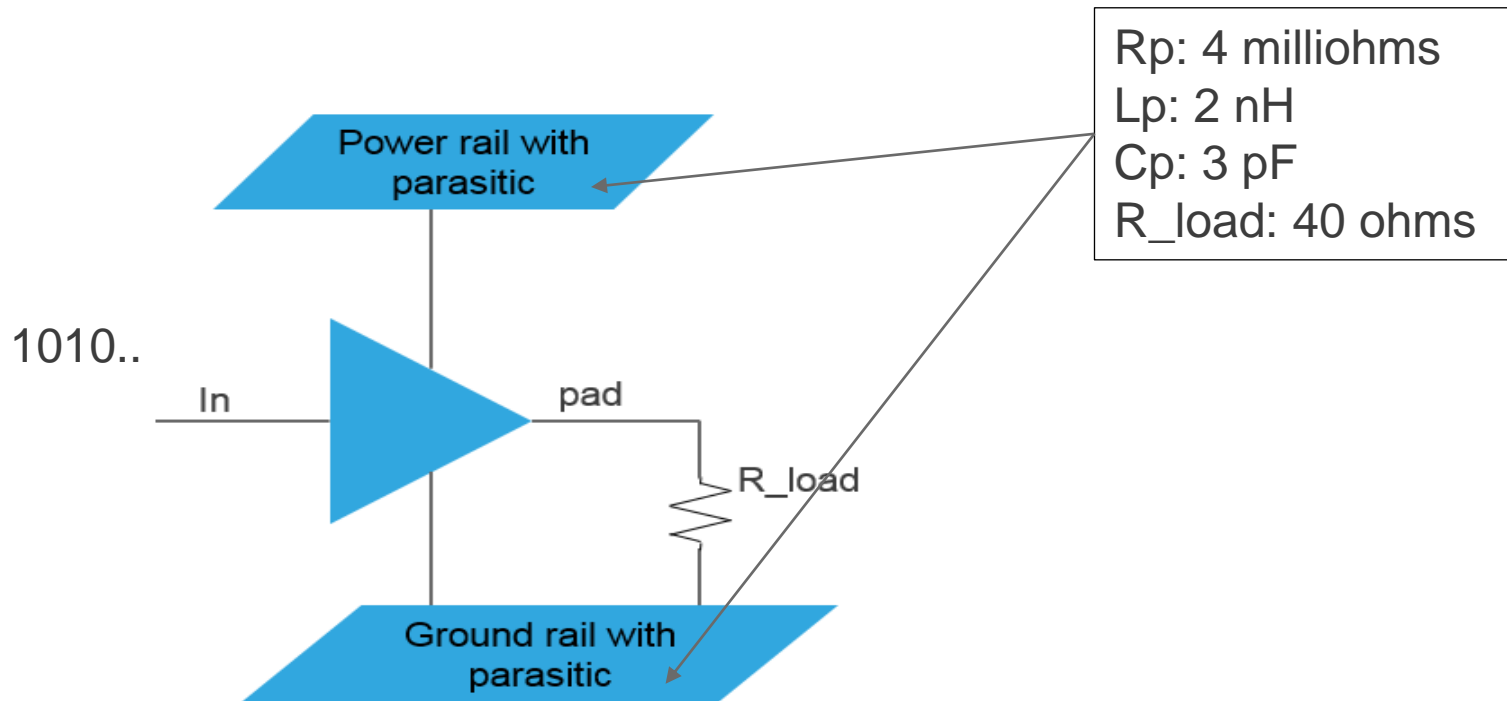 Rp: 4 milliohms
Lp: 2 nH
Cp: 3 pF
R_load: 40 ohms
Power rail with
parasitic
1010..
In
pad
R_load
Ground rail with
parasitic